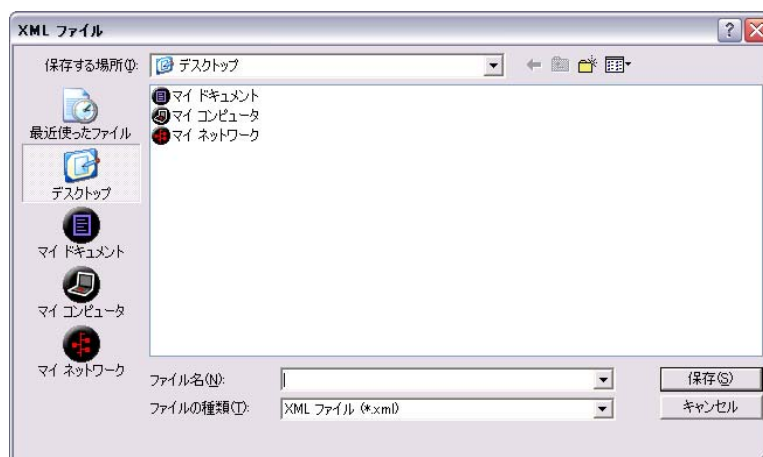 XML ファイル
保存する場所(I):
デスクトップ
最近使ったファイル
デスクトップ
マイ ドキュメント
マイ コンピュータ
マイ ネットワーク
マイ ドキュメント
マイ コンピュータ
マイ ネットワーク
ファイル名(N):
保存(S)
ファイルの種類(T):
XML ファイル (*.xml)
キャンセル